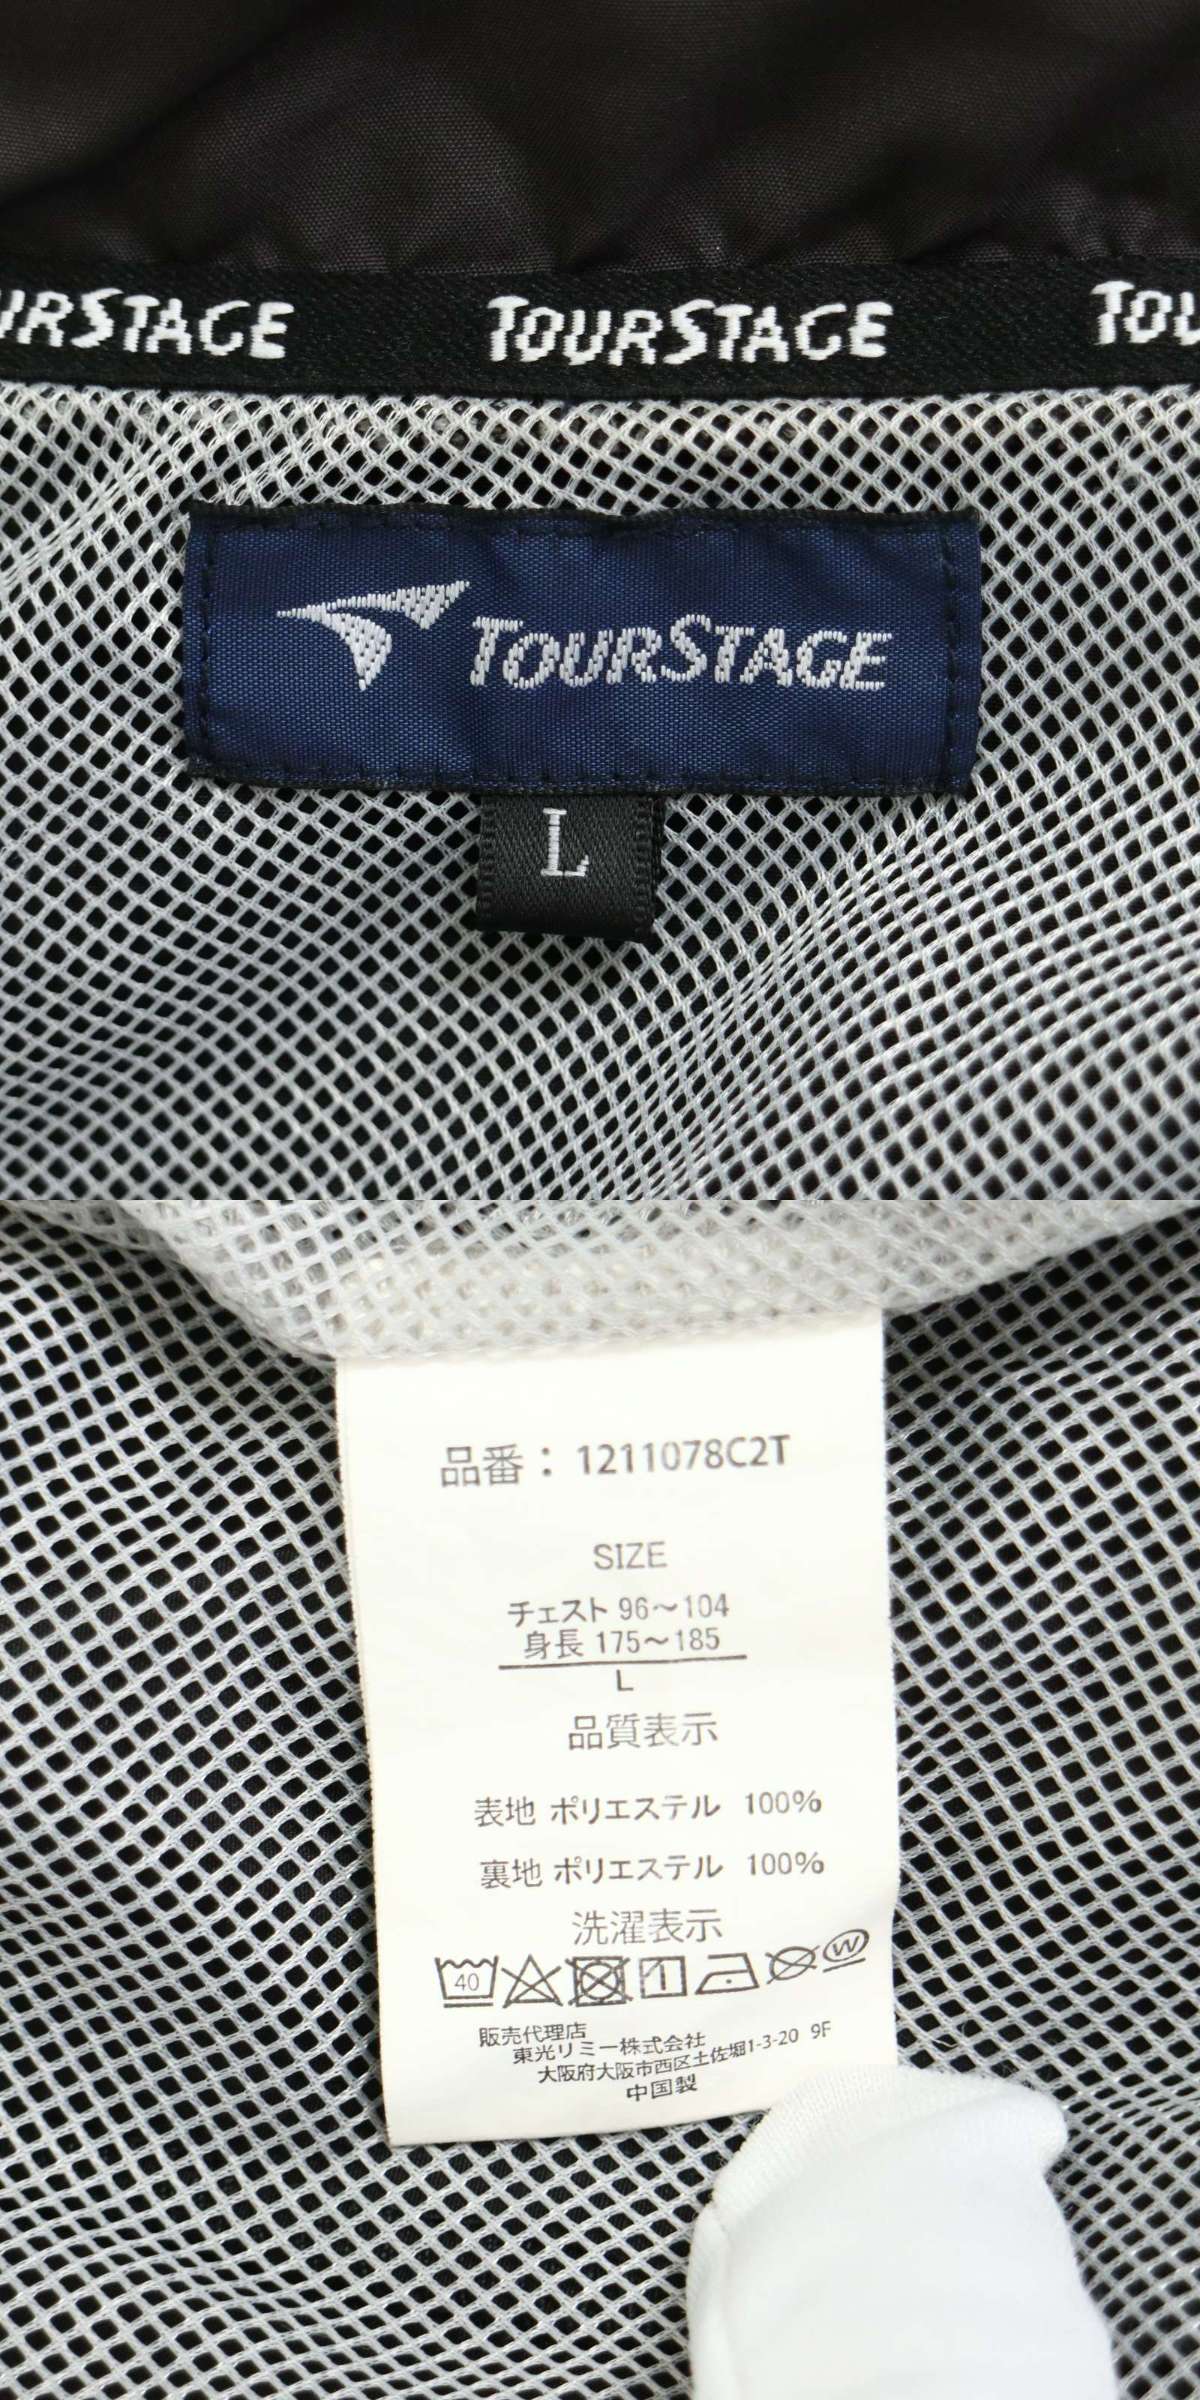 URSTAGE TOURSTAGE TOU
TOURSTAGE
L
品番：1211078C2T
SIZE
チェスト 96～104
身長 175～185
L
品質表示
表地 ポリエステル 100%
裏地 ポリエステル 100%
洗濯表示
40 W
販売代理店
東光リミー株式会社
大阪府大阪市西区土佐堀1-3-20 9F
中国製